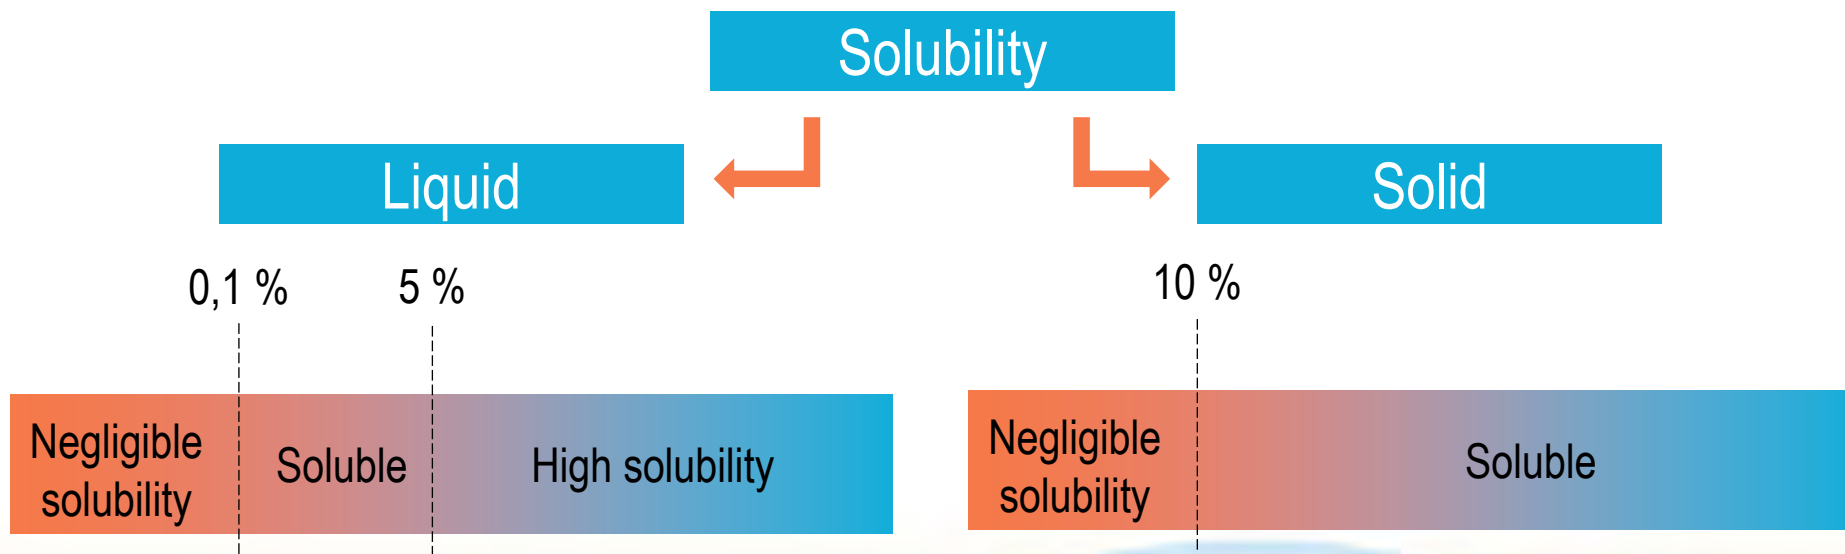 Solubility
Liquid
Solid
0,1 %
5 %
10 %
Negligible
solubility
Soluble
High solubility
Negligible
solubility
Soluble